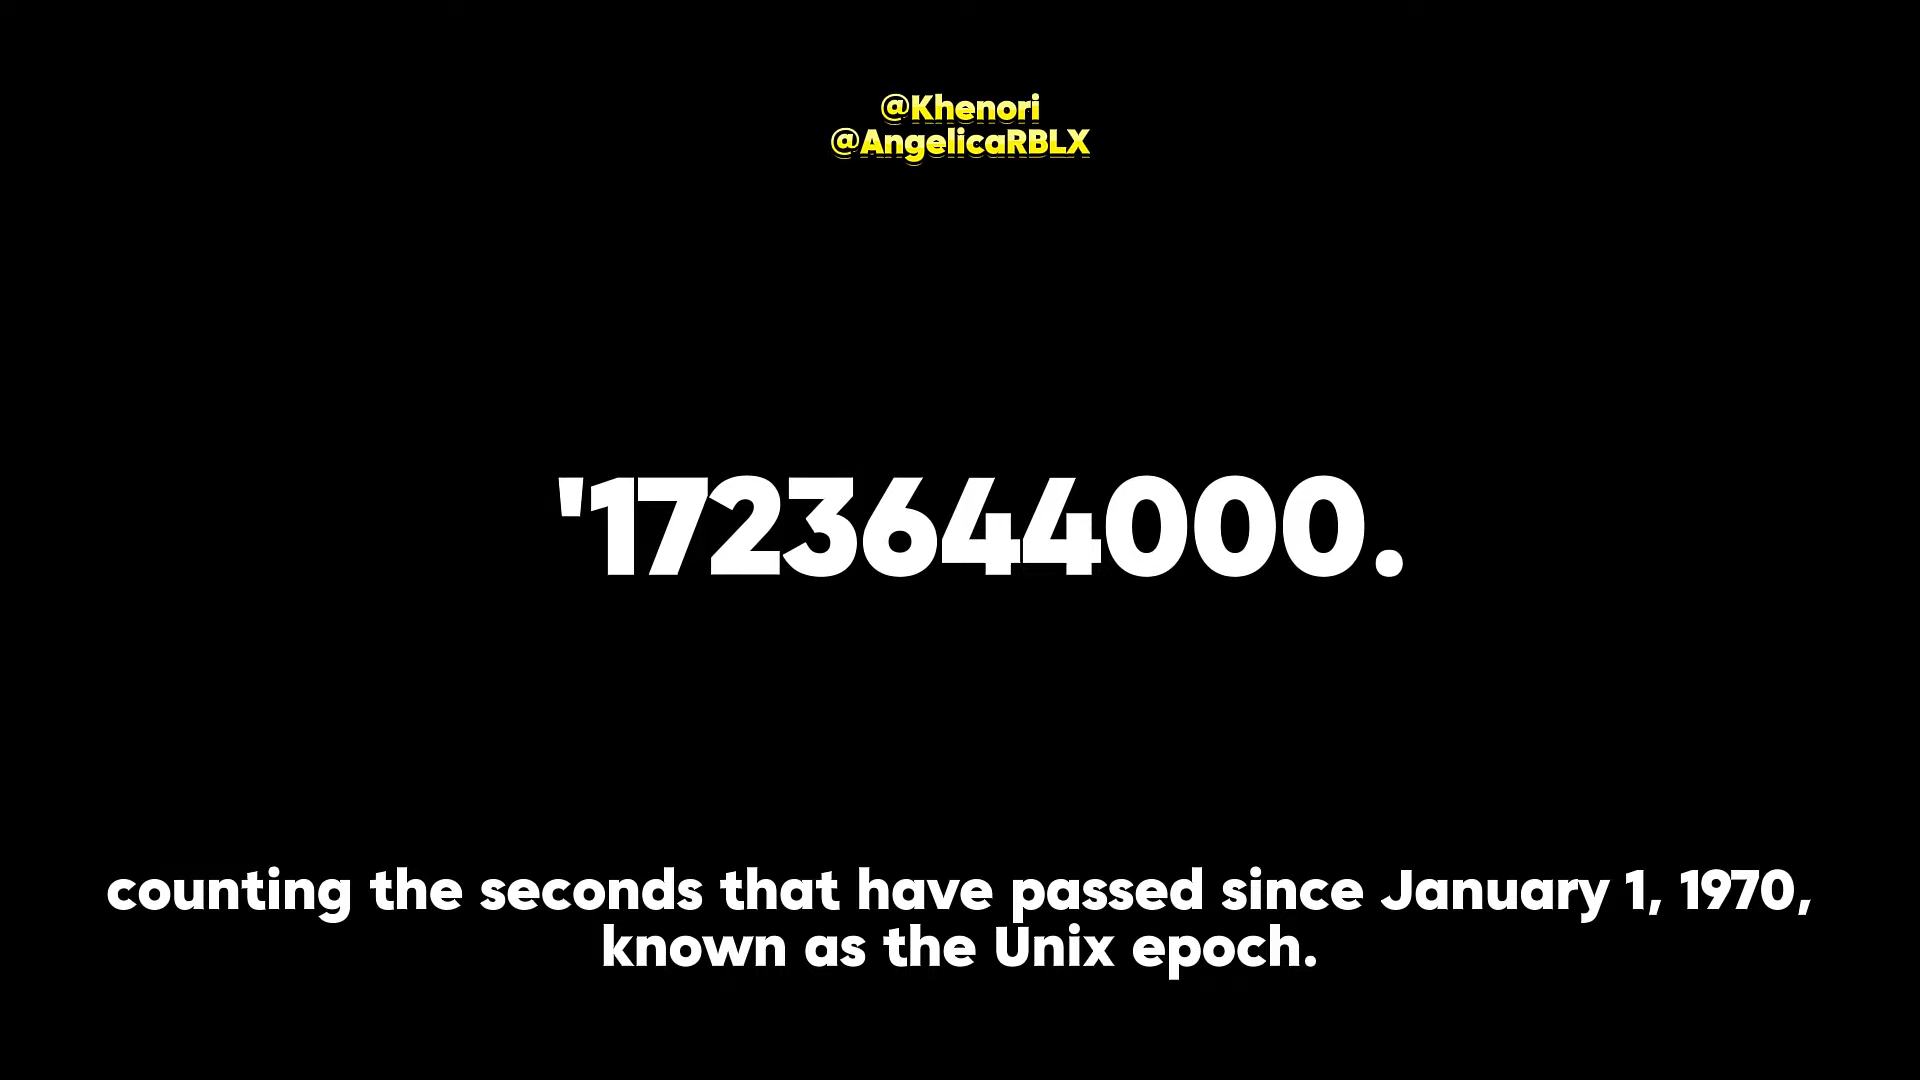 @Khenori
@AngelicaRBLX
'1723644000.
counting the seconds that have passed since January 1, 1970,
known as the Unix epoch.